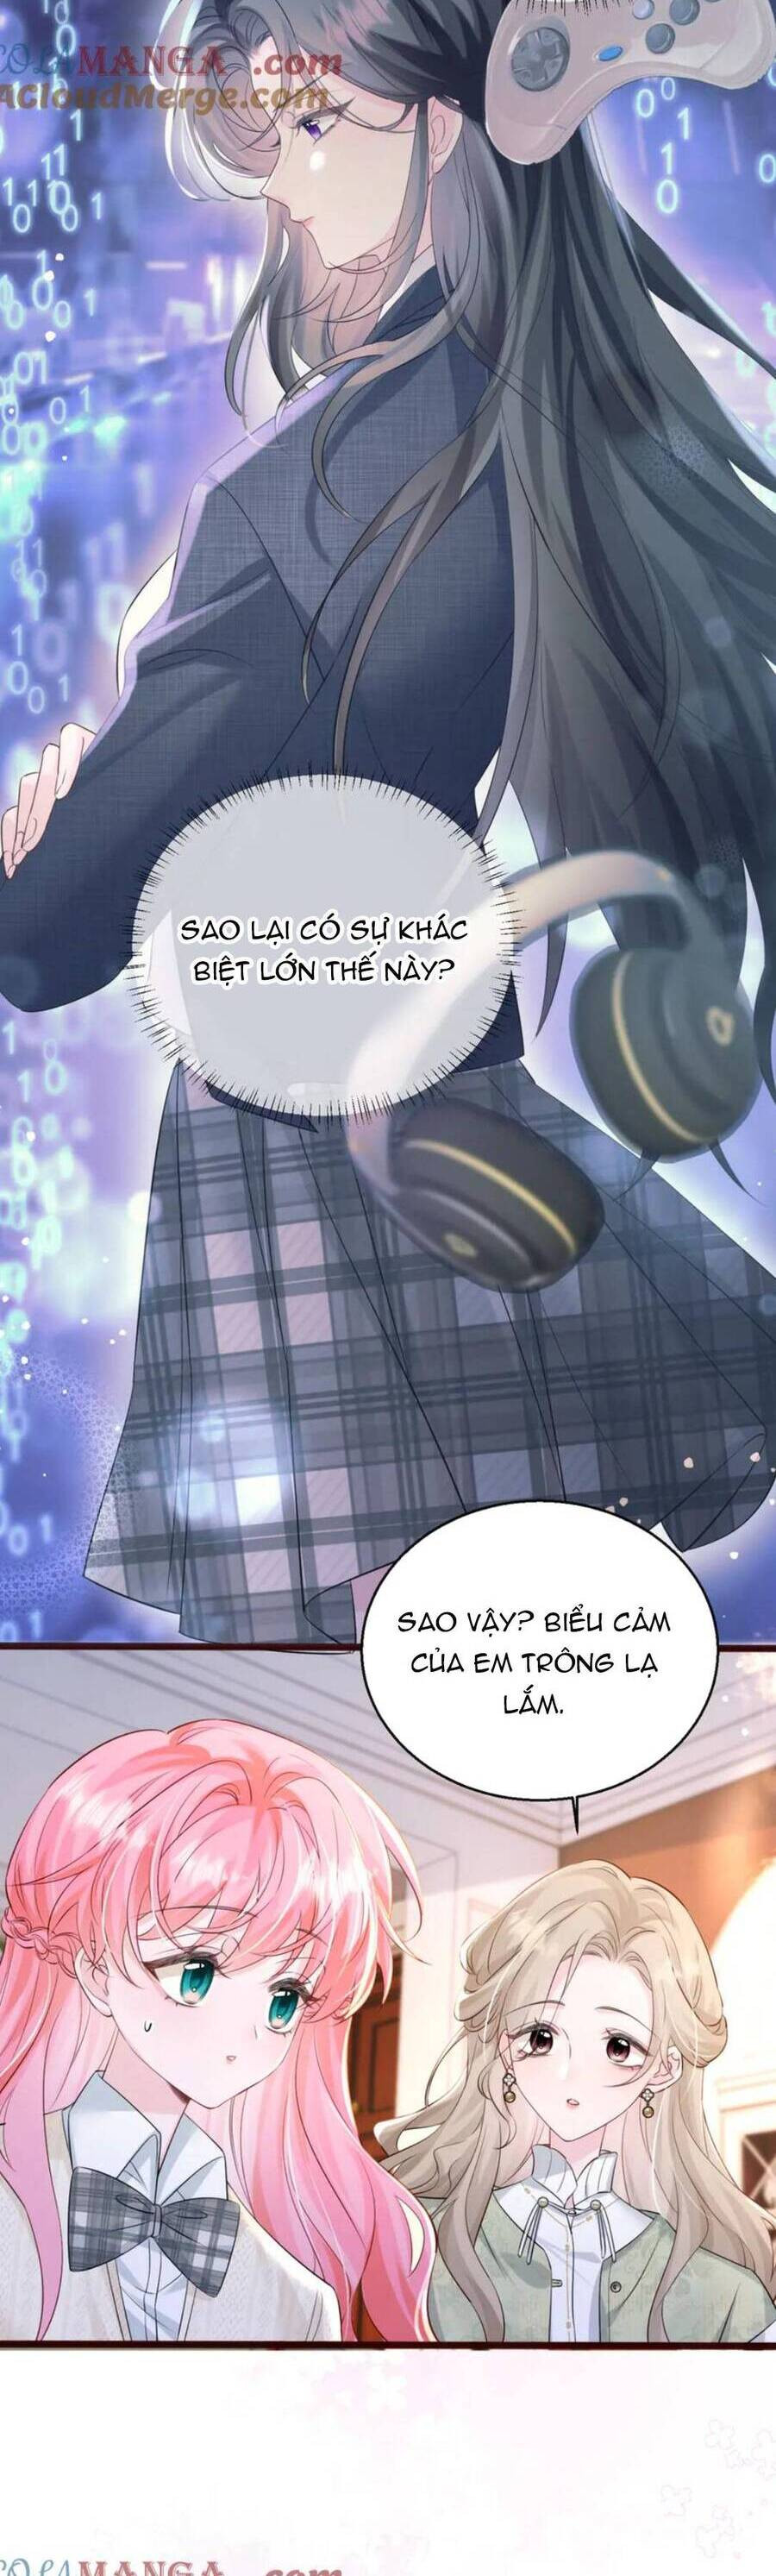 COLAMANGA.com
AcloudMerge.com
SAO LẠI CÓ SỰ KHÁC
BIỆT LỚN THẾ NÀY?
SAO VẬY? BIỂU CẢM
CỦA EM TRÔNG LẠ
LẮM.
COLAMANGA.com